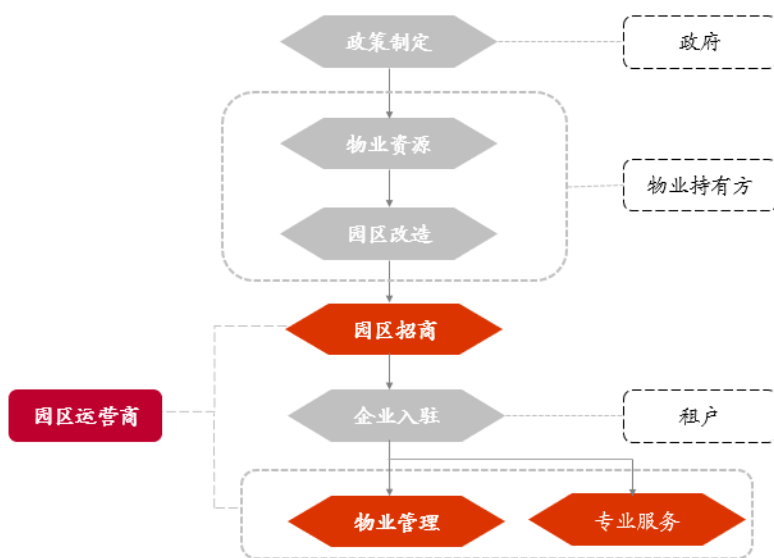 政策制定
政府
物业资源
物业持有方
园区改造
园区招商
园区运营商
企业入驻
租户
物业管理
专业服务